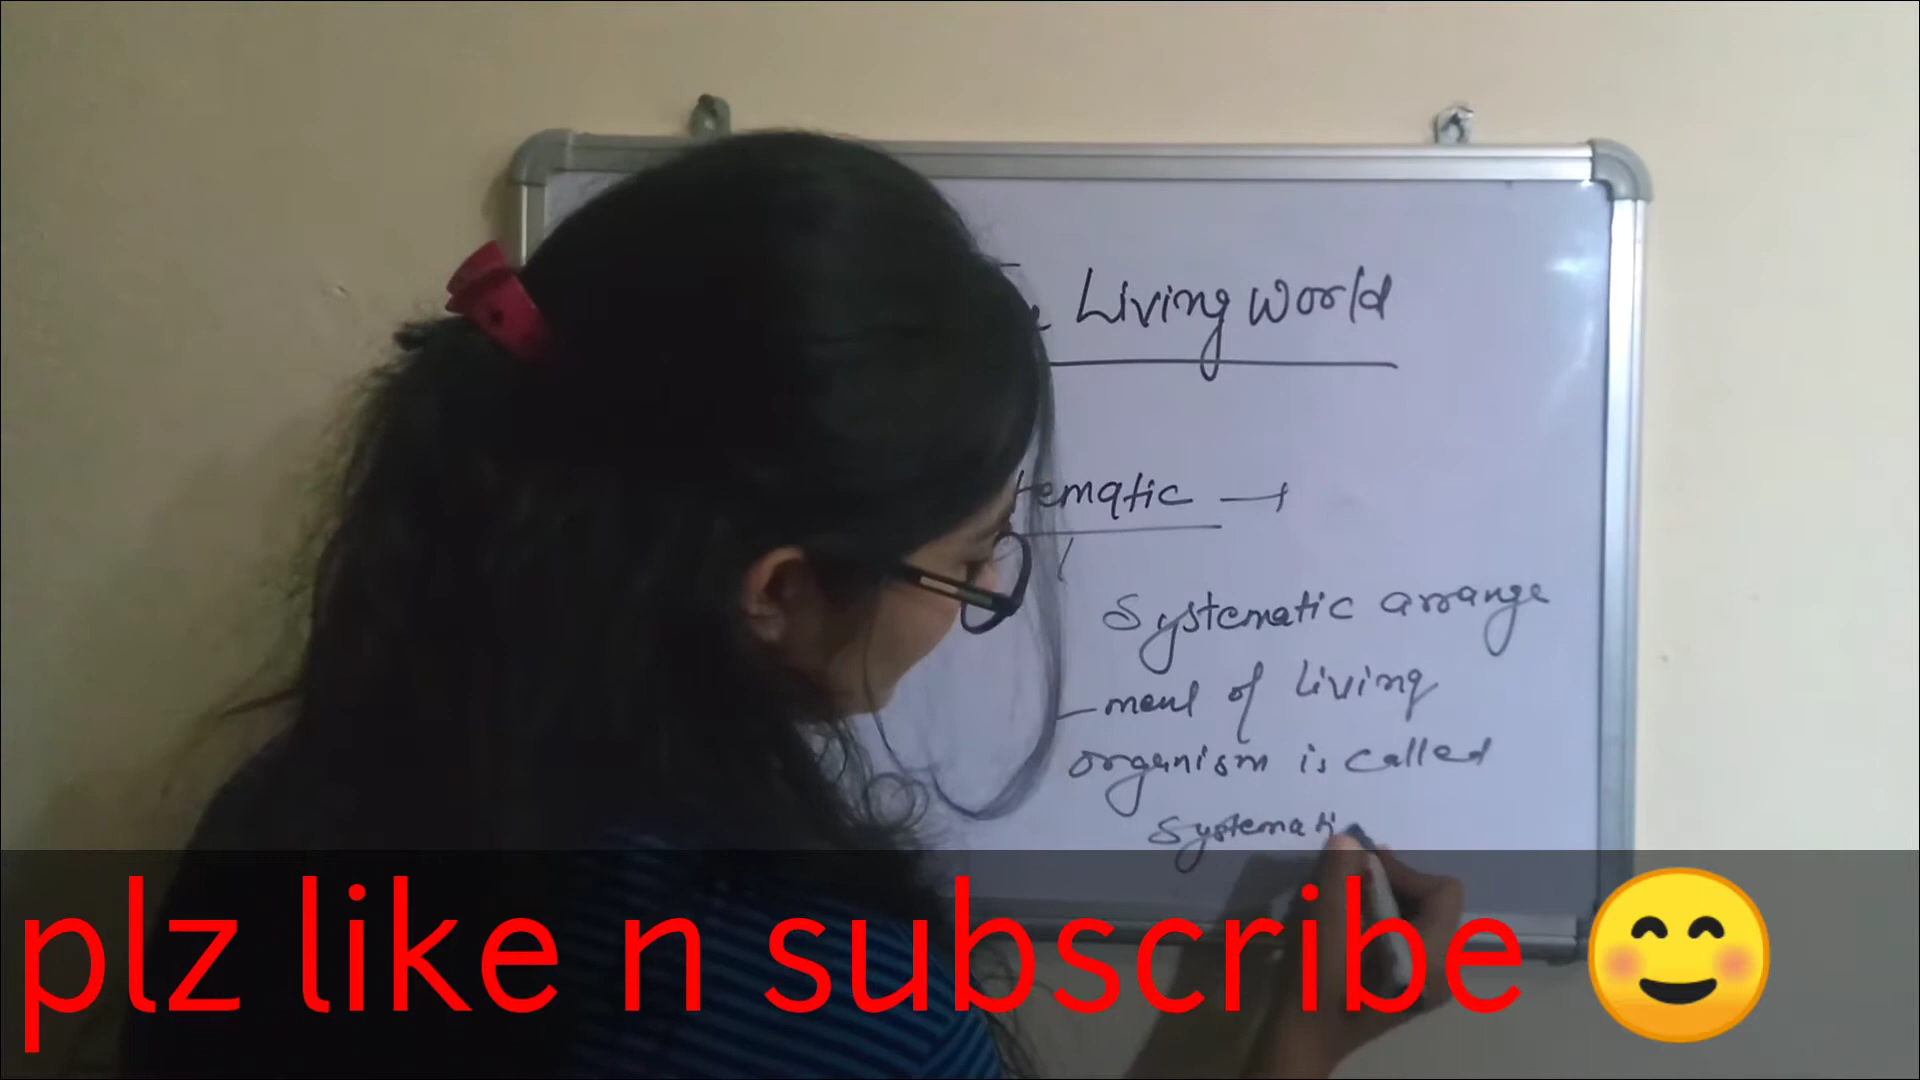 Living World
tematic →
Systematic arrange
-ment of living
organism is called
Systemati
plz like n subscribe 😊